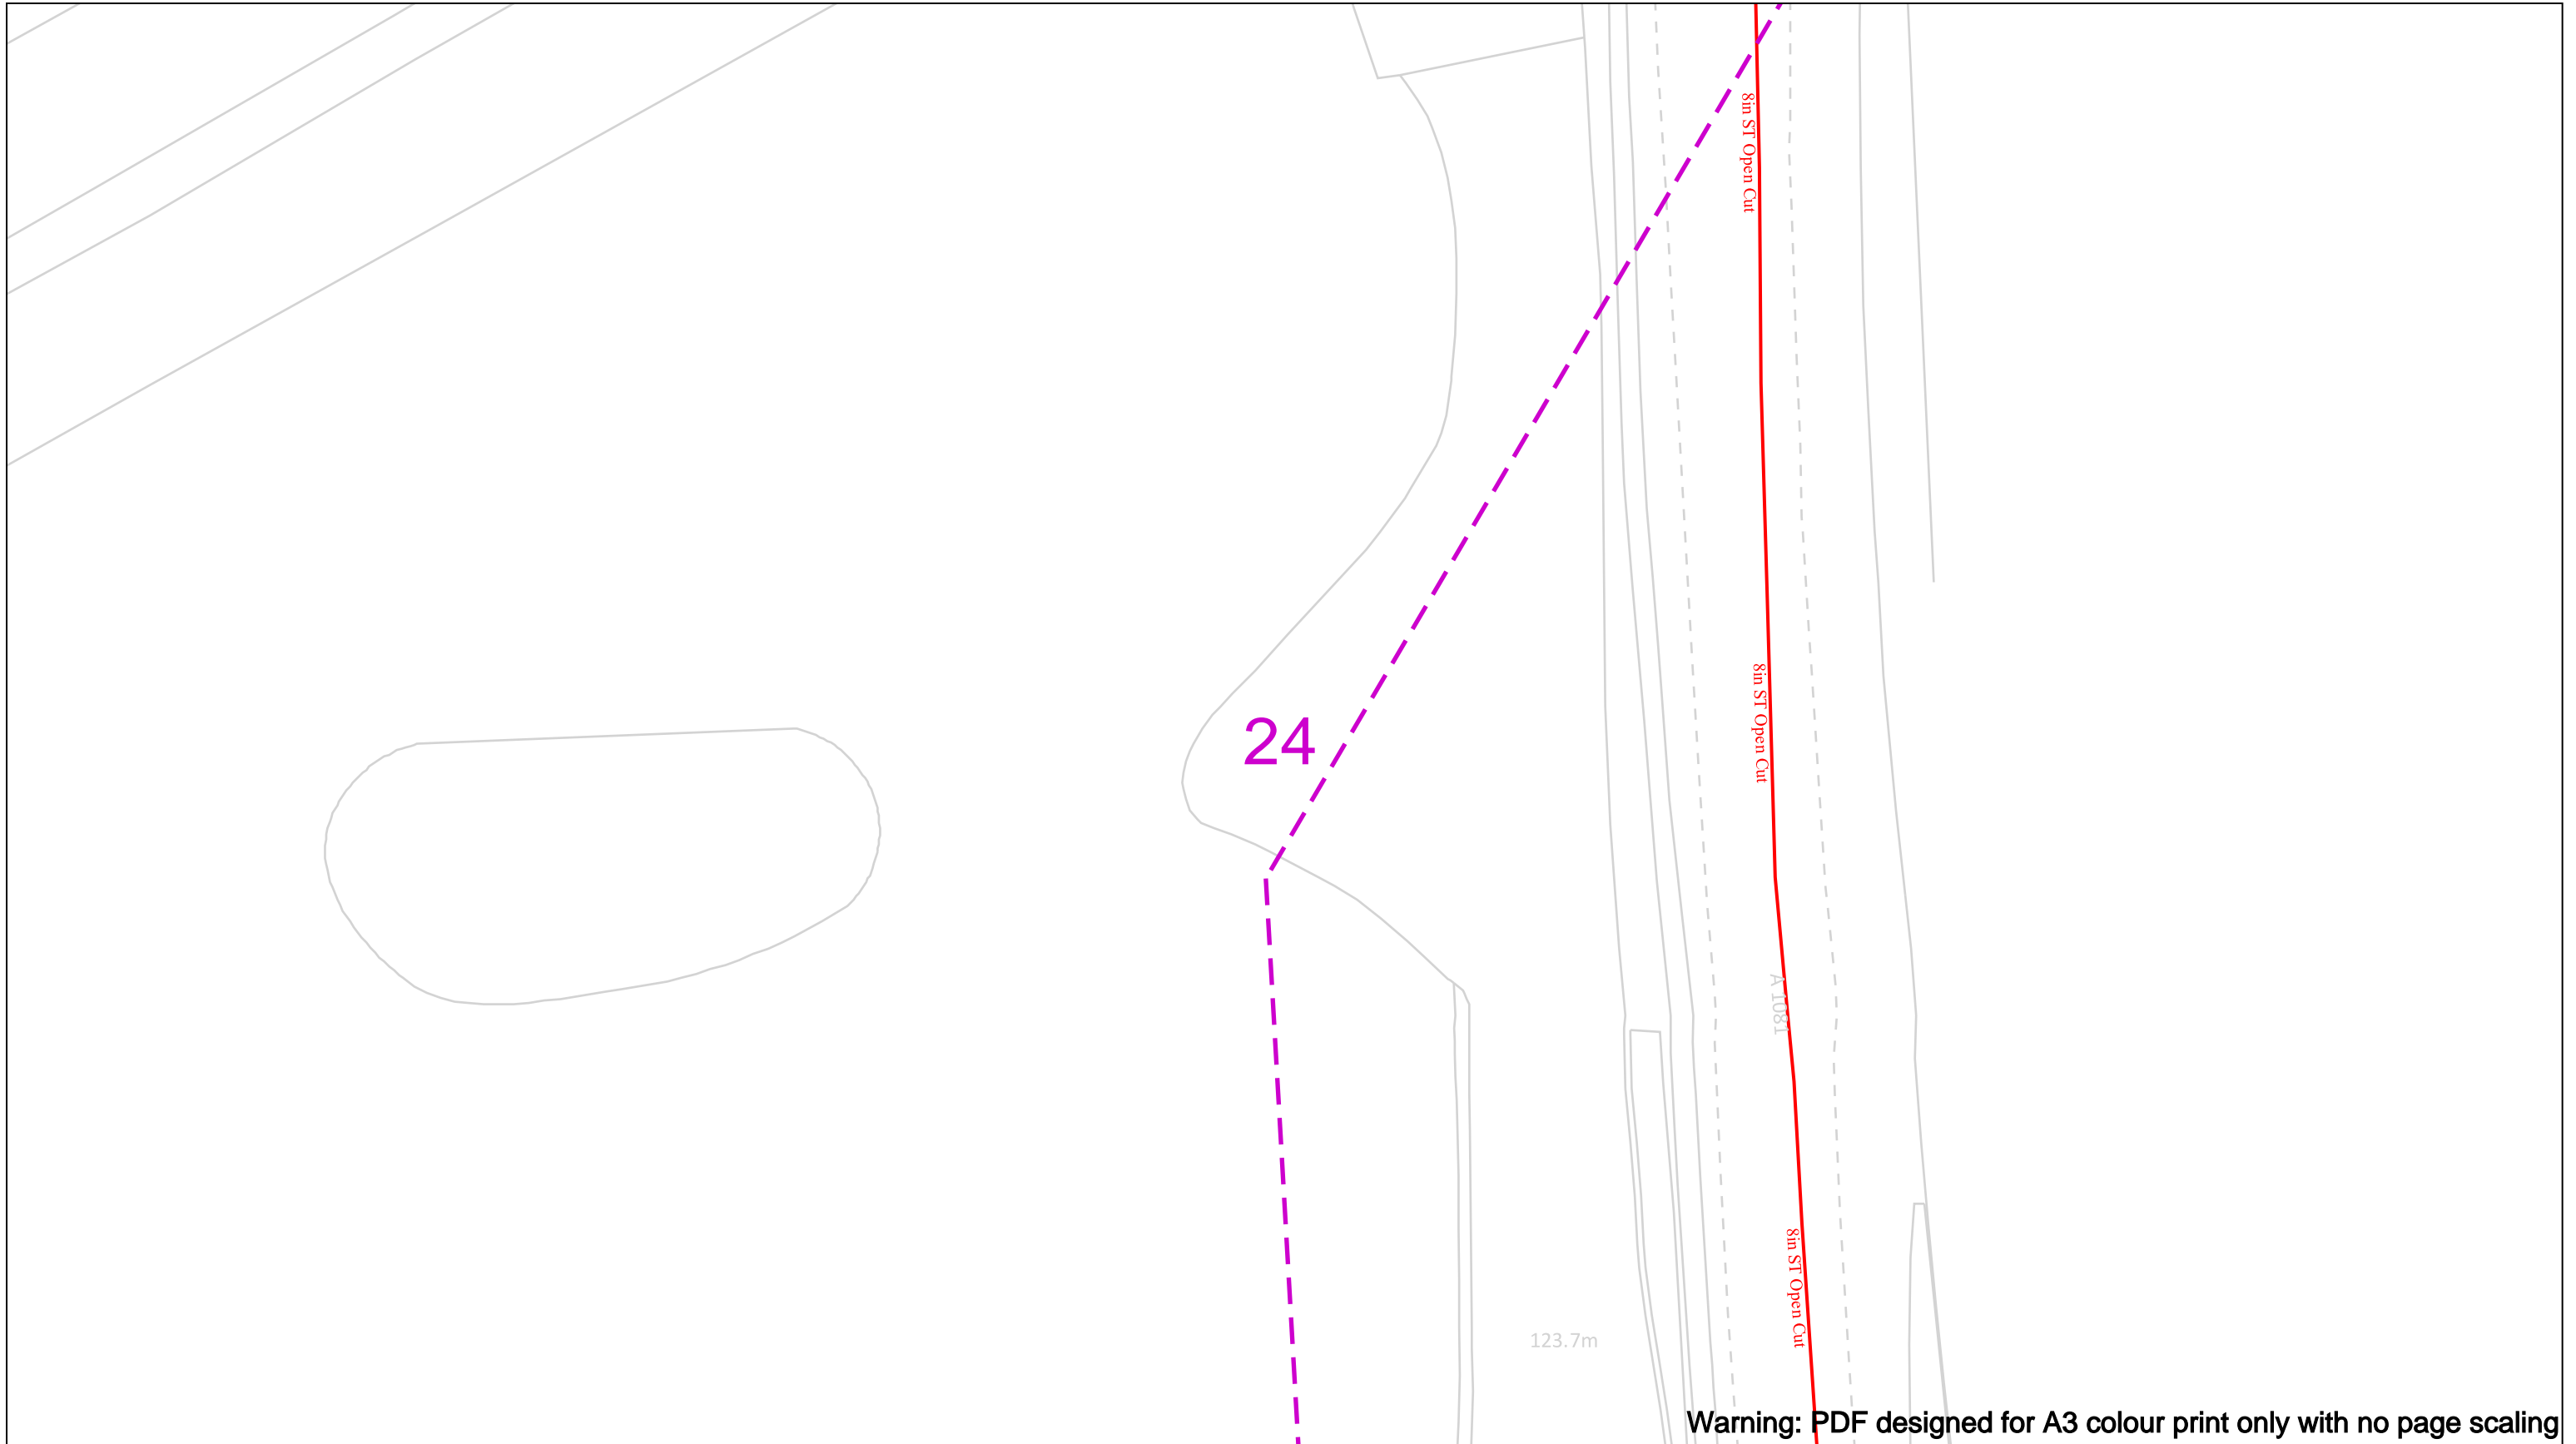 8in ST Open Cut
24
8in ST Open Cut
A 1081
8in ST Open Cut
123.7m
Warning: PDF designed for A3 colour print only with no page scaling